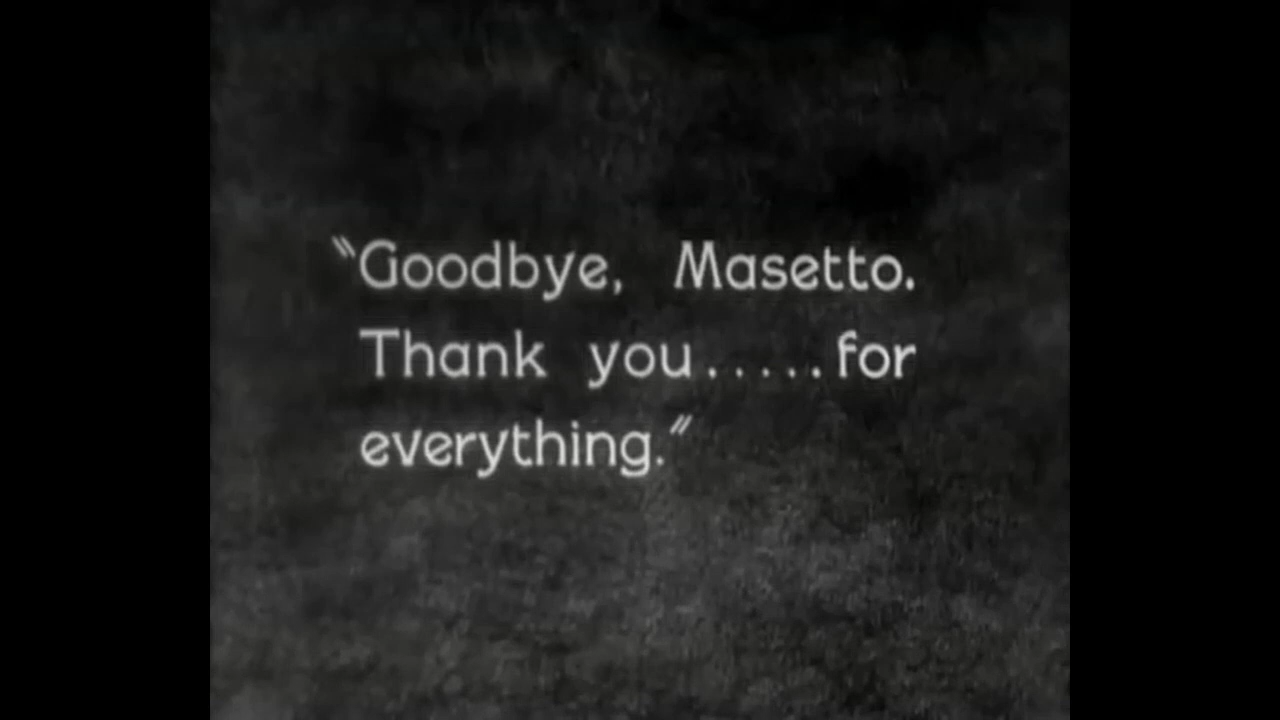 “Goodbye, Masetto.
Thank you.....for
everything.”